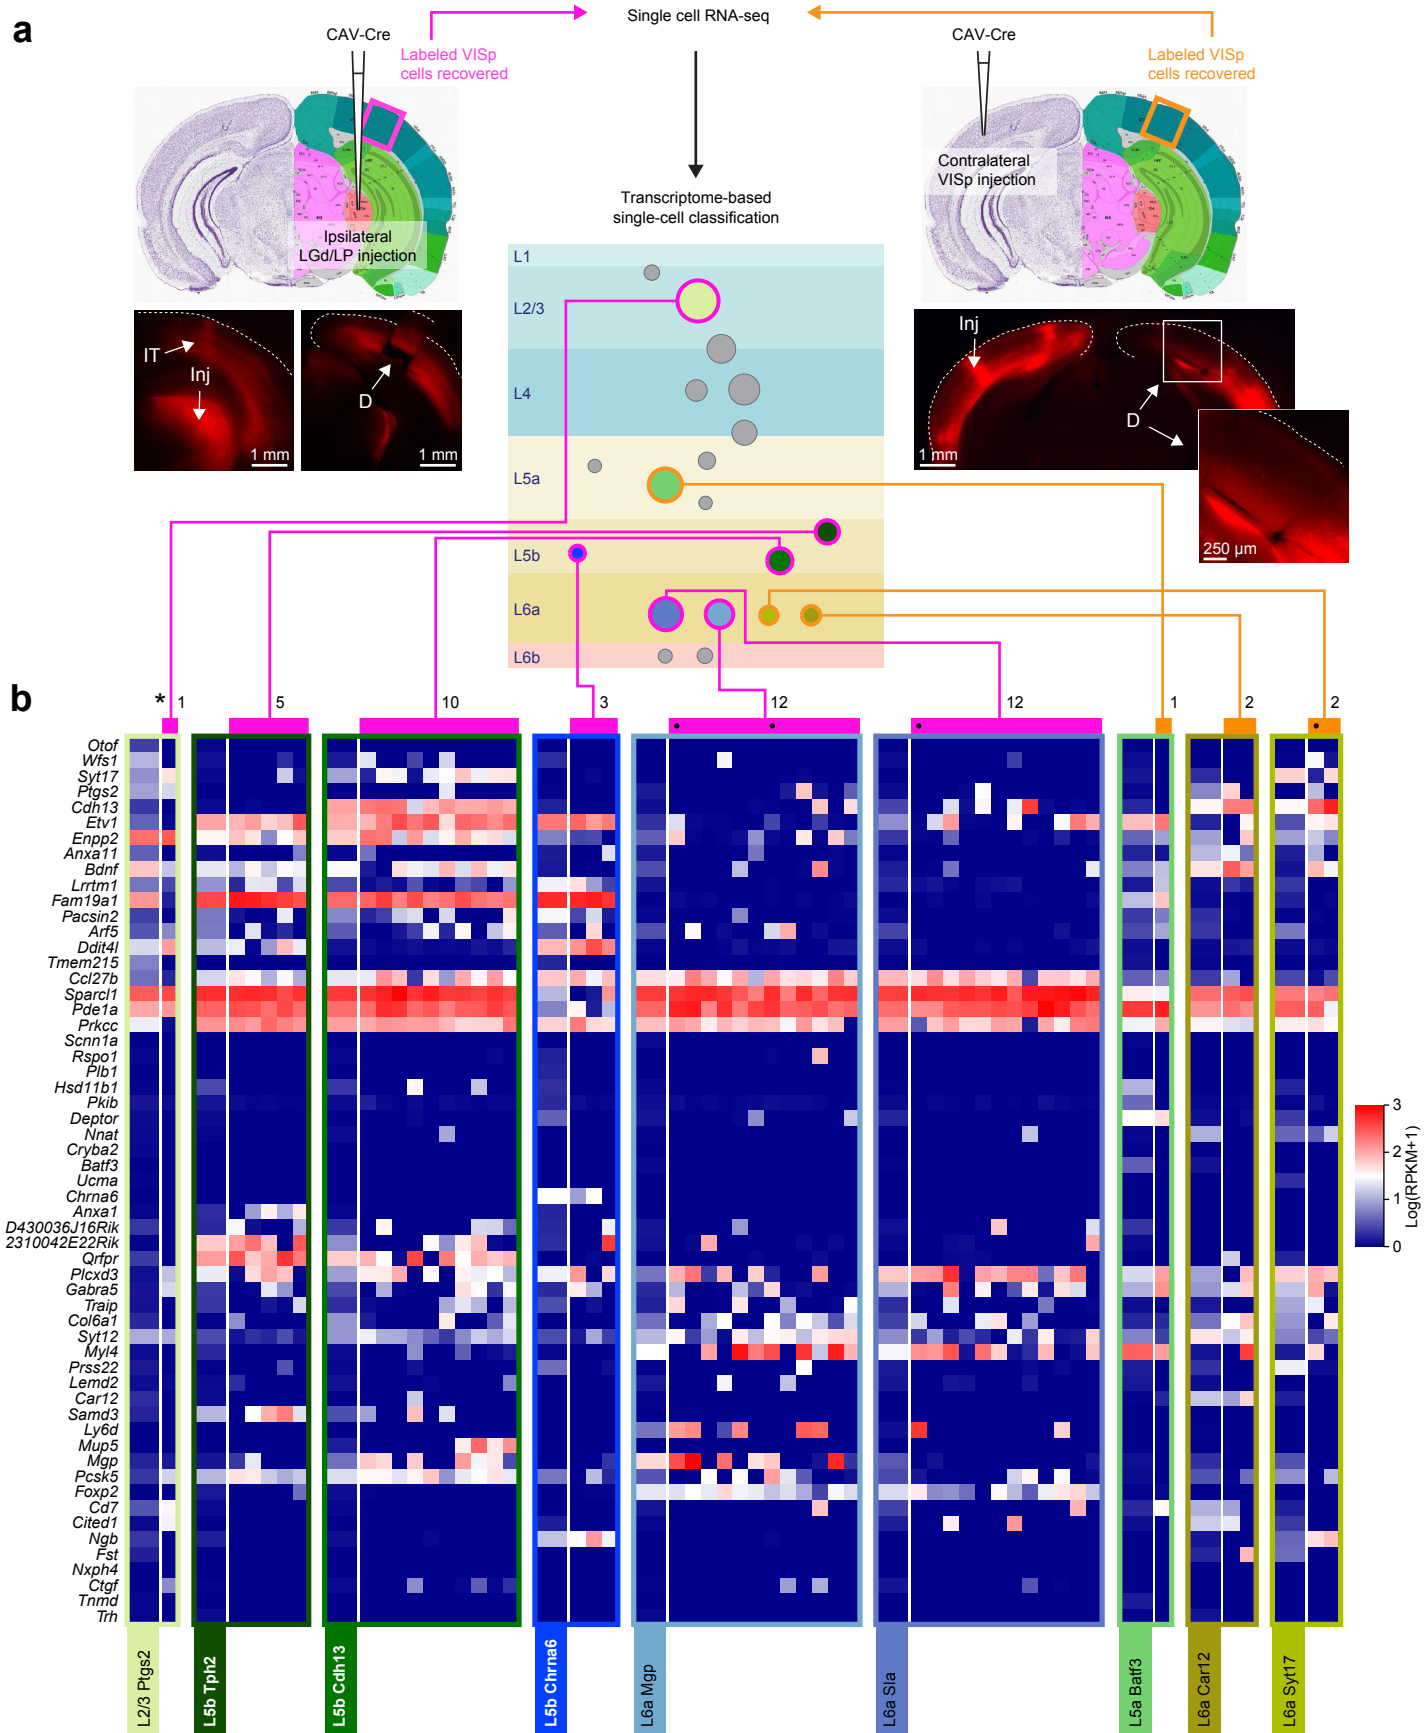 a
Single cell RNA-seq
CAV-Cre
Labeled VISp
cells recovered
CAV-Cre
Labeled VISp
cells recovered
Ipsilateral
LGd/LP injection
Contralateral
VISp injection
Transcriptome-based
single-cell classification
IT
Inj
1 mm
D
1 mm
L1
L2/3
L4
L5a
L5b
L6a
L6b
Inj
D
1 mm
250 µm
b
*
1
5
10
3
12
12
1
2
2
Otof
Wfs1
Syt17
Ptgs2
Cdh13
Etv1
Enpp2
Anxa11
Bdnf
Lrrtm1
Fam19a1
Pacsin2
Arf5
Ddit4l
Tmem215
Ccl27b
Sparcl1
Pde1a
Prkcc
Scnn1a
Rspo1
Plb1
Hsd11b1
Pkib
Deptor
Nnat
Cryba2
Batf3
Ucma
Chrna6
Anxa1
D430036J16Rik
2310042E22Rik
Qrfpr
Plcxd3
Gabra5
Traip
Col6a1
Syt12
Myl4
Prss22
Lemd2
Car12
Samd3
Ly6d
Mup5
Mgp
Pcsk5
Foxp2
Cd7
Cited1
Ngb
Fst
Nxph4
Ctgf
Tnmd
Trh
3
2
1
0
Log(RPKM+1)
L2/3 Ptgs2
L5b Tph2
L5b Cdh13
L5b Chrna6
L6a Mgp
L6a Sla
L5a Batf3
L6a Car12
L6a Syt17